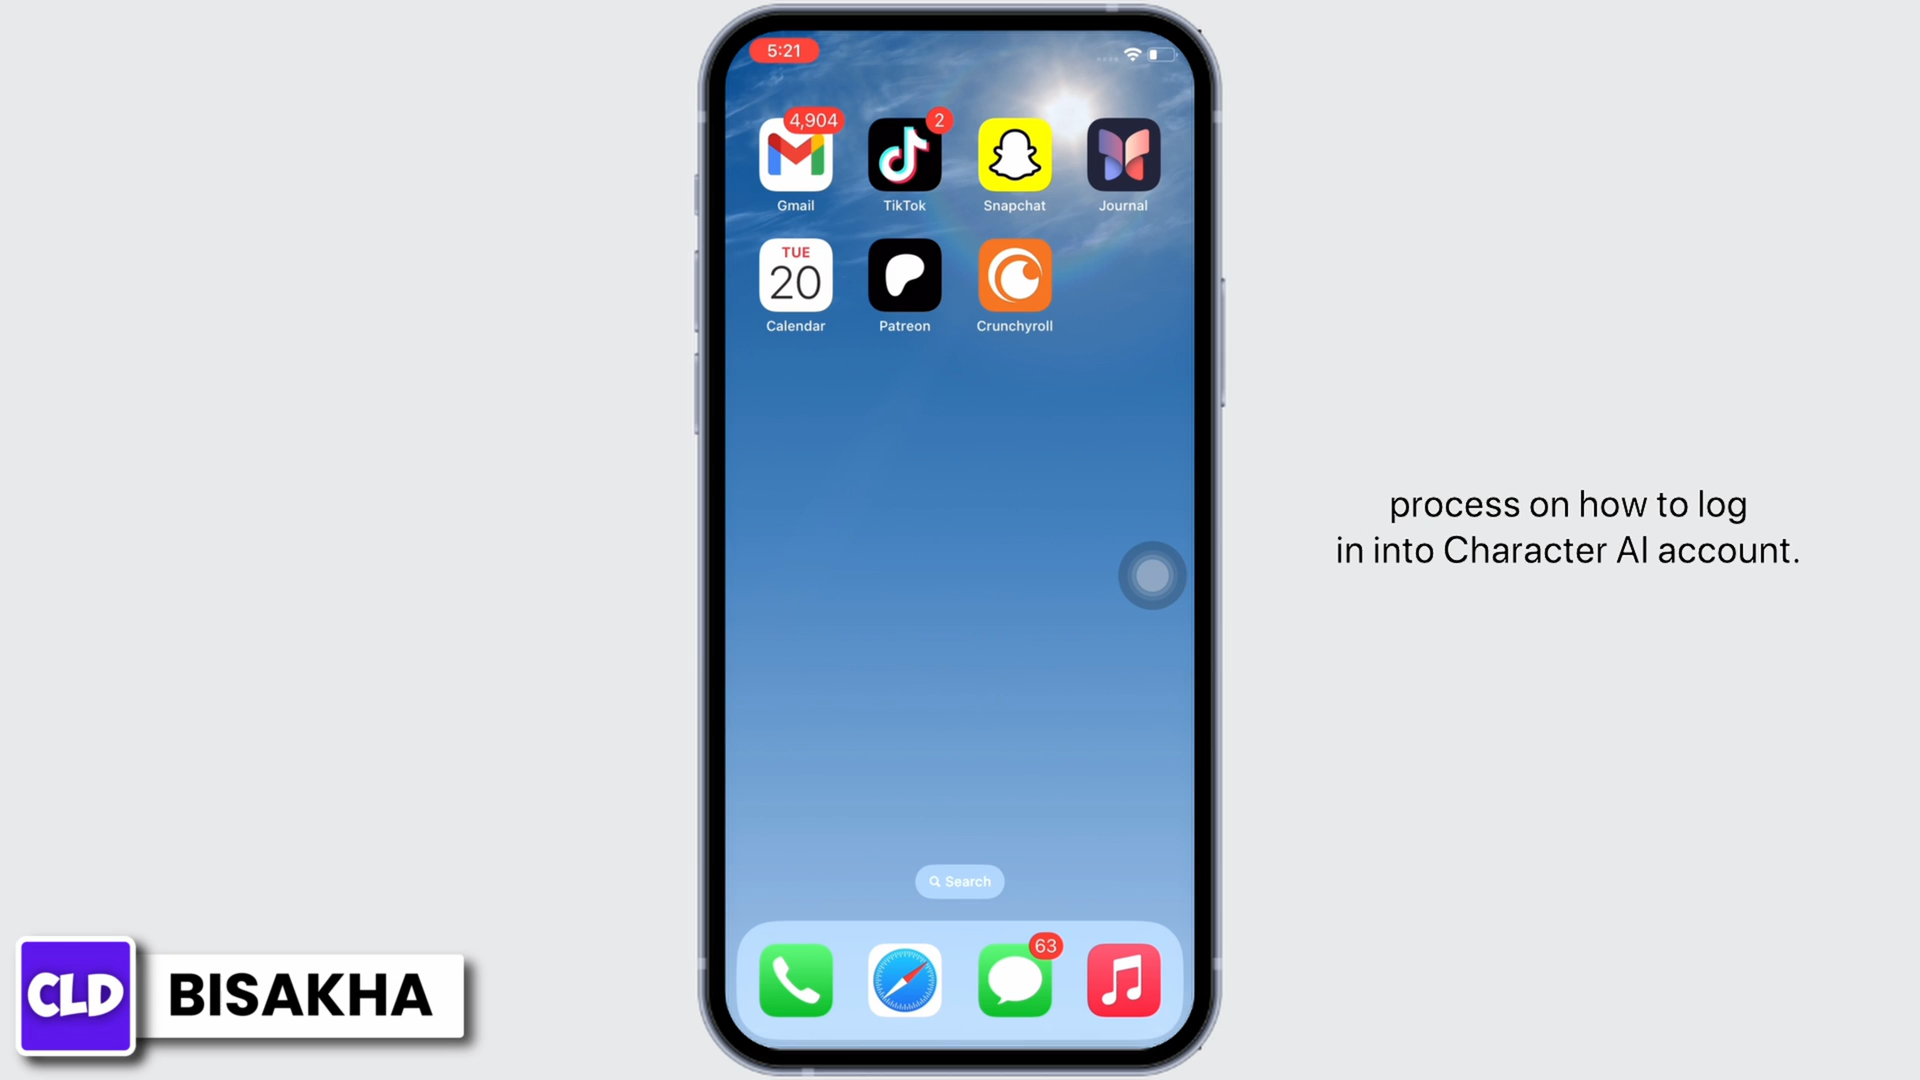 5:21
4,904
2
Gmail
TikTok
Snapchat
Journal
TUE
20
Calendar
Patreon
Crunchyroll
process on how to log
in into Character AI account.
Search
63
CLD
BISAKHA